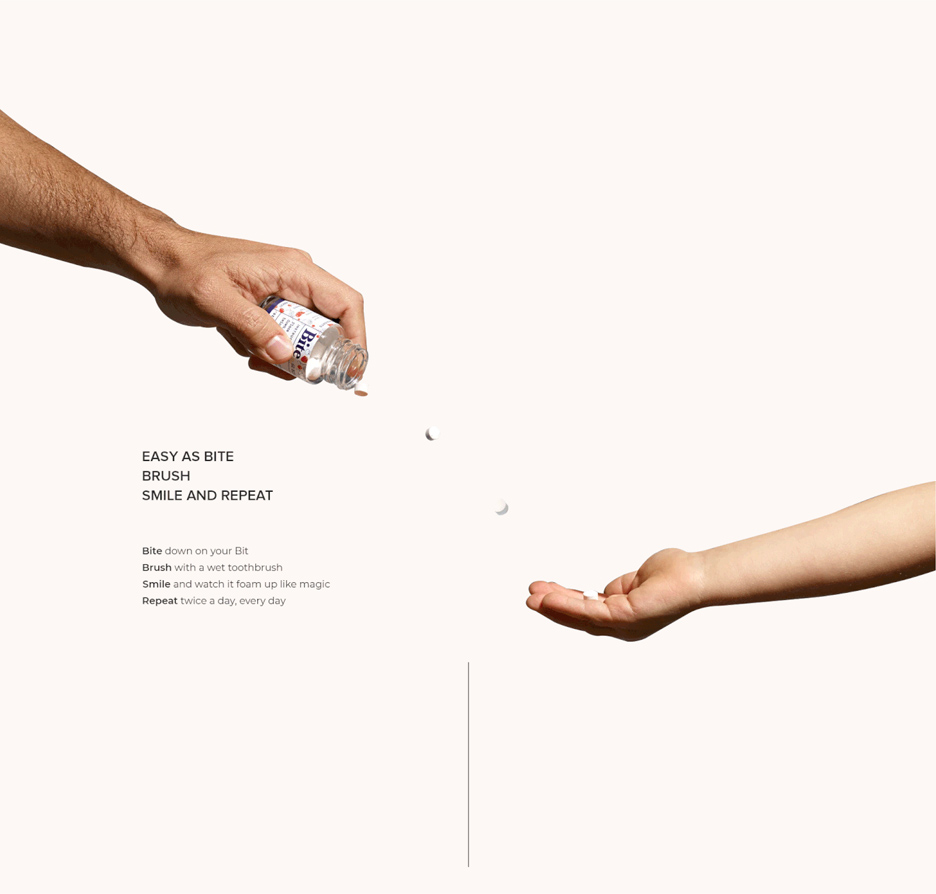 Bite
EASY AS BITE
BRUSH
SMILE AND REPEAT
Bite down on your Bit
Brush with a wet toothbrush
Smile and watch it foam up like magic
Repeat twice a day, every day